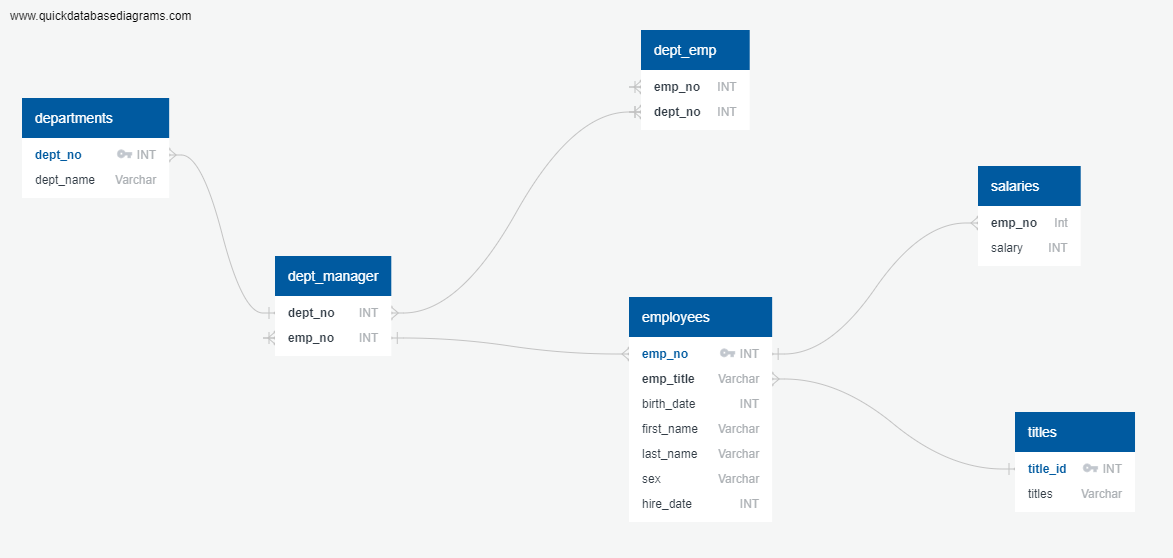 www.quickdatabasediagrams.com
dept_emp
emp_no INT
dept_no INT
departments
dept_no INT
dept_name Varchar
salaries
emp_no Int
salary INT
dept_manager
dept_no INT
emp_no INT
employees
emp_no INT
emp_title Varchar
birth_date INT
first_name Varchar
last_name Varchar
sex Varchar
hire_date INT
titles
title_id INT
titles Varchar